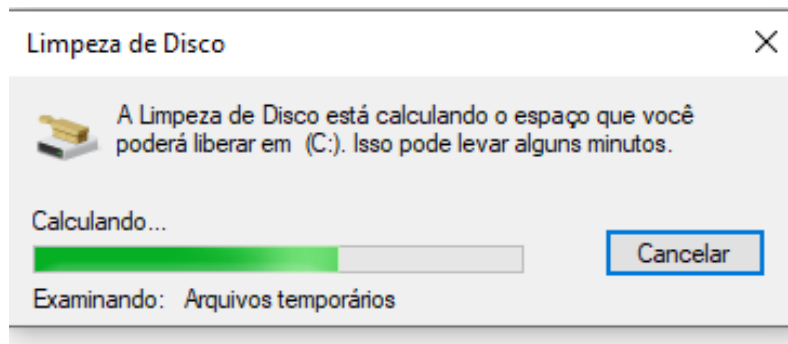 Limpeza de Disco
A Limpeza de Disco está calculando o espaço que você
poderá liberar em (C:). Isso pode levar alguns minutos.
Calculando...
Cancelar
Examinando: Arquivos temporários